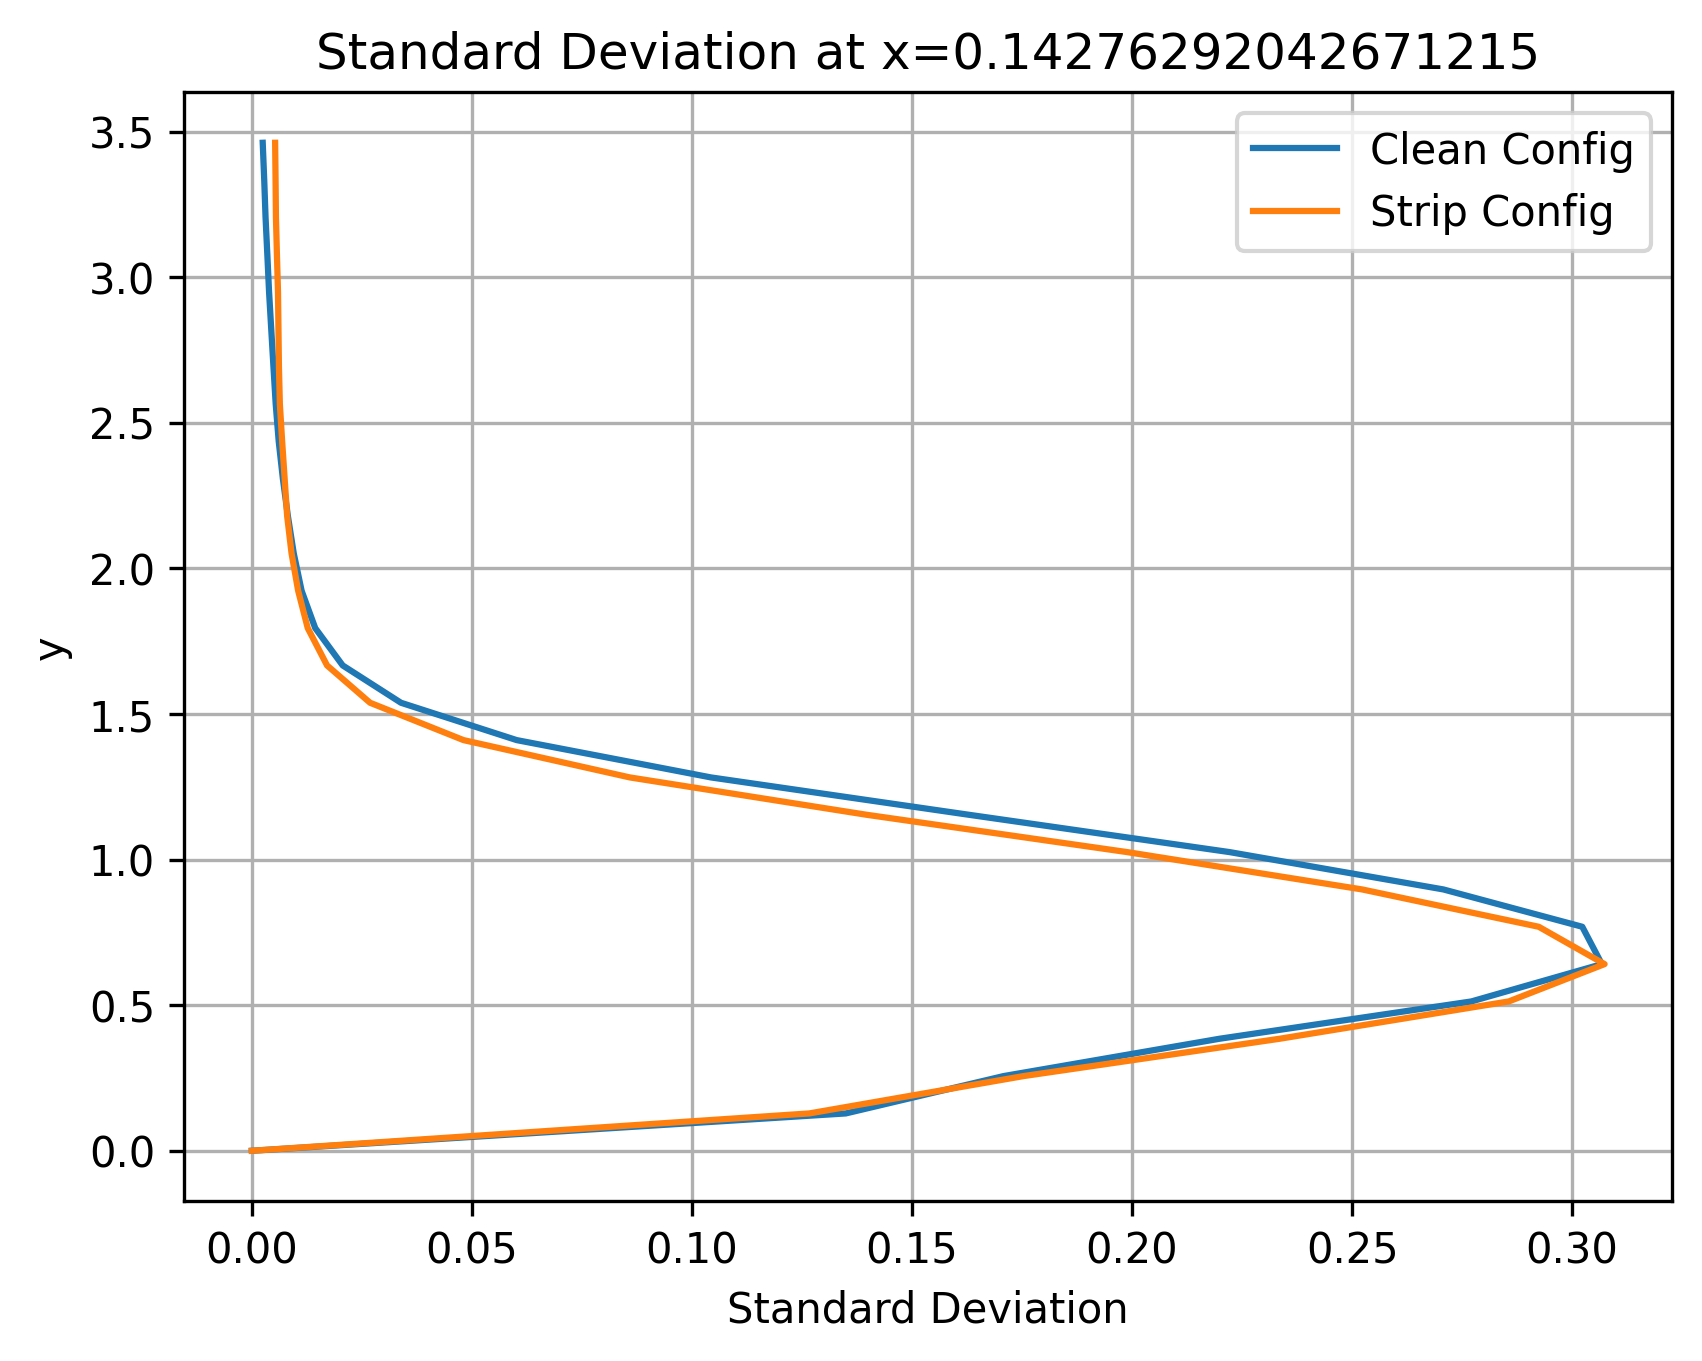 Standard Deviation at x=0.14276292042671215
Clean Config
Strip Config
3.5
3.0
2.5
2.0
1.5
1.0
0.5
0.0
y
0.00 0.05 0.10 0.15 0.20 0.25 0.30
Standard Deviation